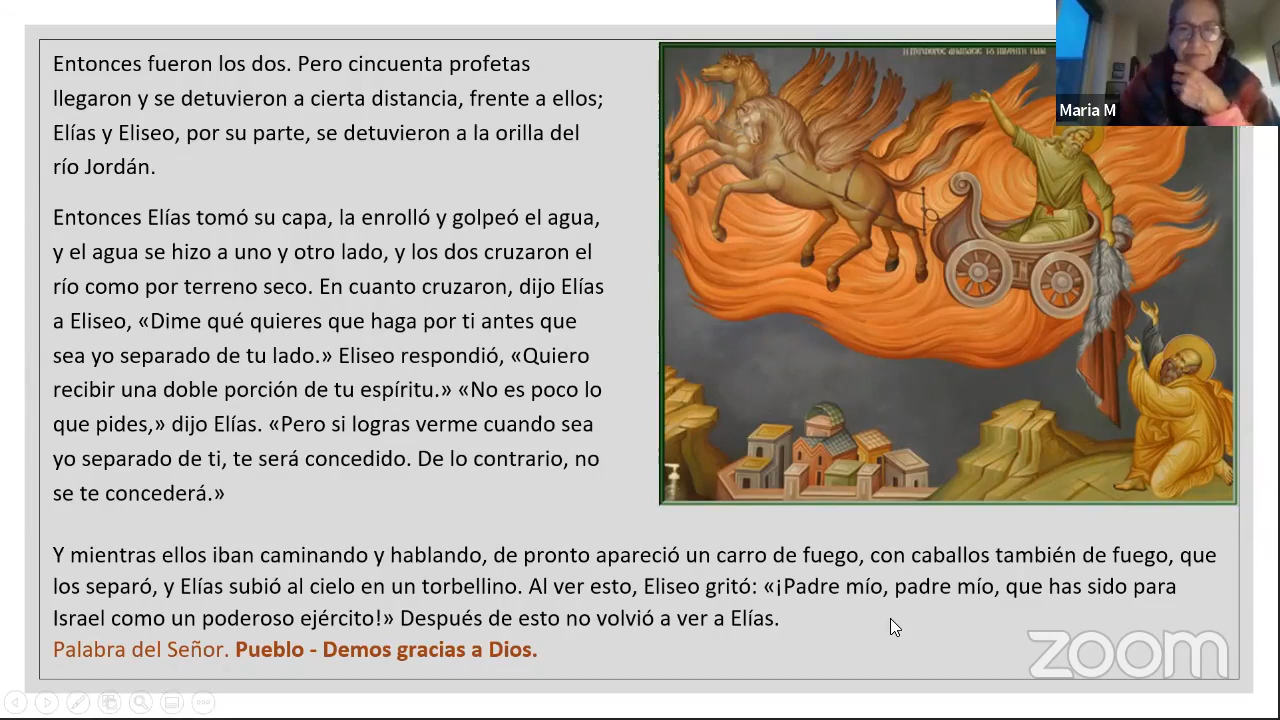 Entonces fueron los dos. Pero cincuenta profetas
llegaron y se detuvieron a cierta distancia, frente a ellos;
Elías y Eliseo, por su parte, se detuvieron a la orilla del
río Jordán.
Entonces Elías tomó su capa, la enrolló y golpeó el agua,
y el agua se hizo a uno y otro lado, y los dos cruzaron el
río como por terreno seco. En cuanto cruzaron, dijo Elías
a Eliseo, «Dime qué quieres que haga por ti antes que
sea yo separado de tu lado.» Eliseo respondió, «Quiero
recibir una doble porción de tu espíritu.» «No es poco lo
que pides,» dijo Elías. «Pero si logras verme cuando sea
yo separado de ti, te será concedido. De lo contrario, no
se te concederá.»
Y mientras ellos iban caminando y hablando, de pronto apareció un carro de fuego, con caballos también de fuego, que
los separó, y Elías subió al cielo en un torbellino. Al ver esto, Eliseo gritó: «¡Padre mío, padre mío, que has sido para
Israel como un poderoso ejército!» Después de esto no volvió a ver a Elías.
Palabra del Señor. Pueblo - Demos gracias a Dios.
Maria M
zoom